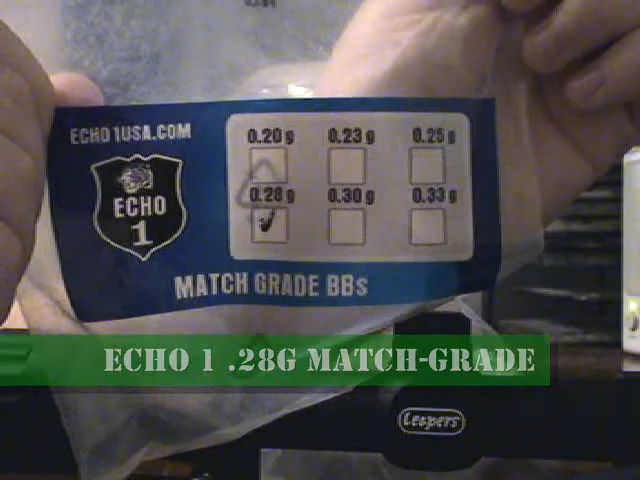 ECHO1USA.COM
0.20 g 0.23 g 0.25 g
0.28 g 0.30 g 0.33 g
ECHO
1
MATCH GRADE BBs
ECHO 1 .28G MATCH-GRADE
Leapers